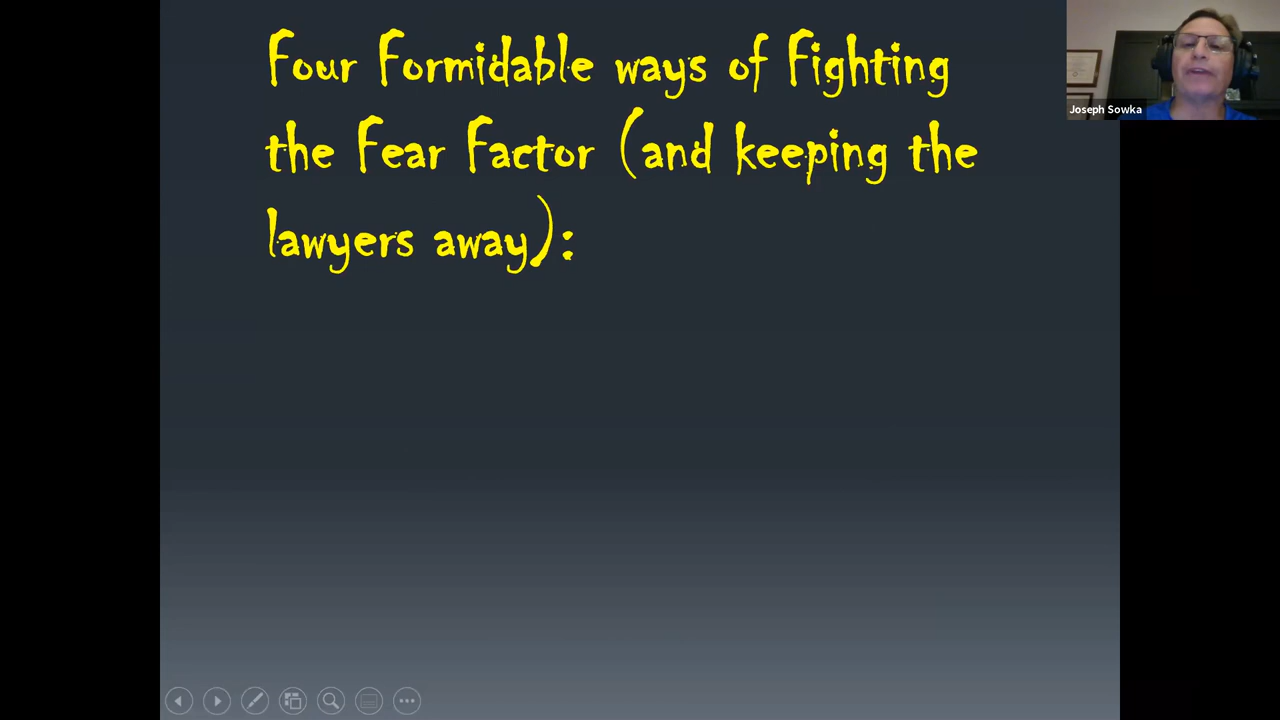 Four Formidable ways of Fighting
the Fear Factor (and keeping the
lawyers away):
Joseph Sowka